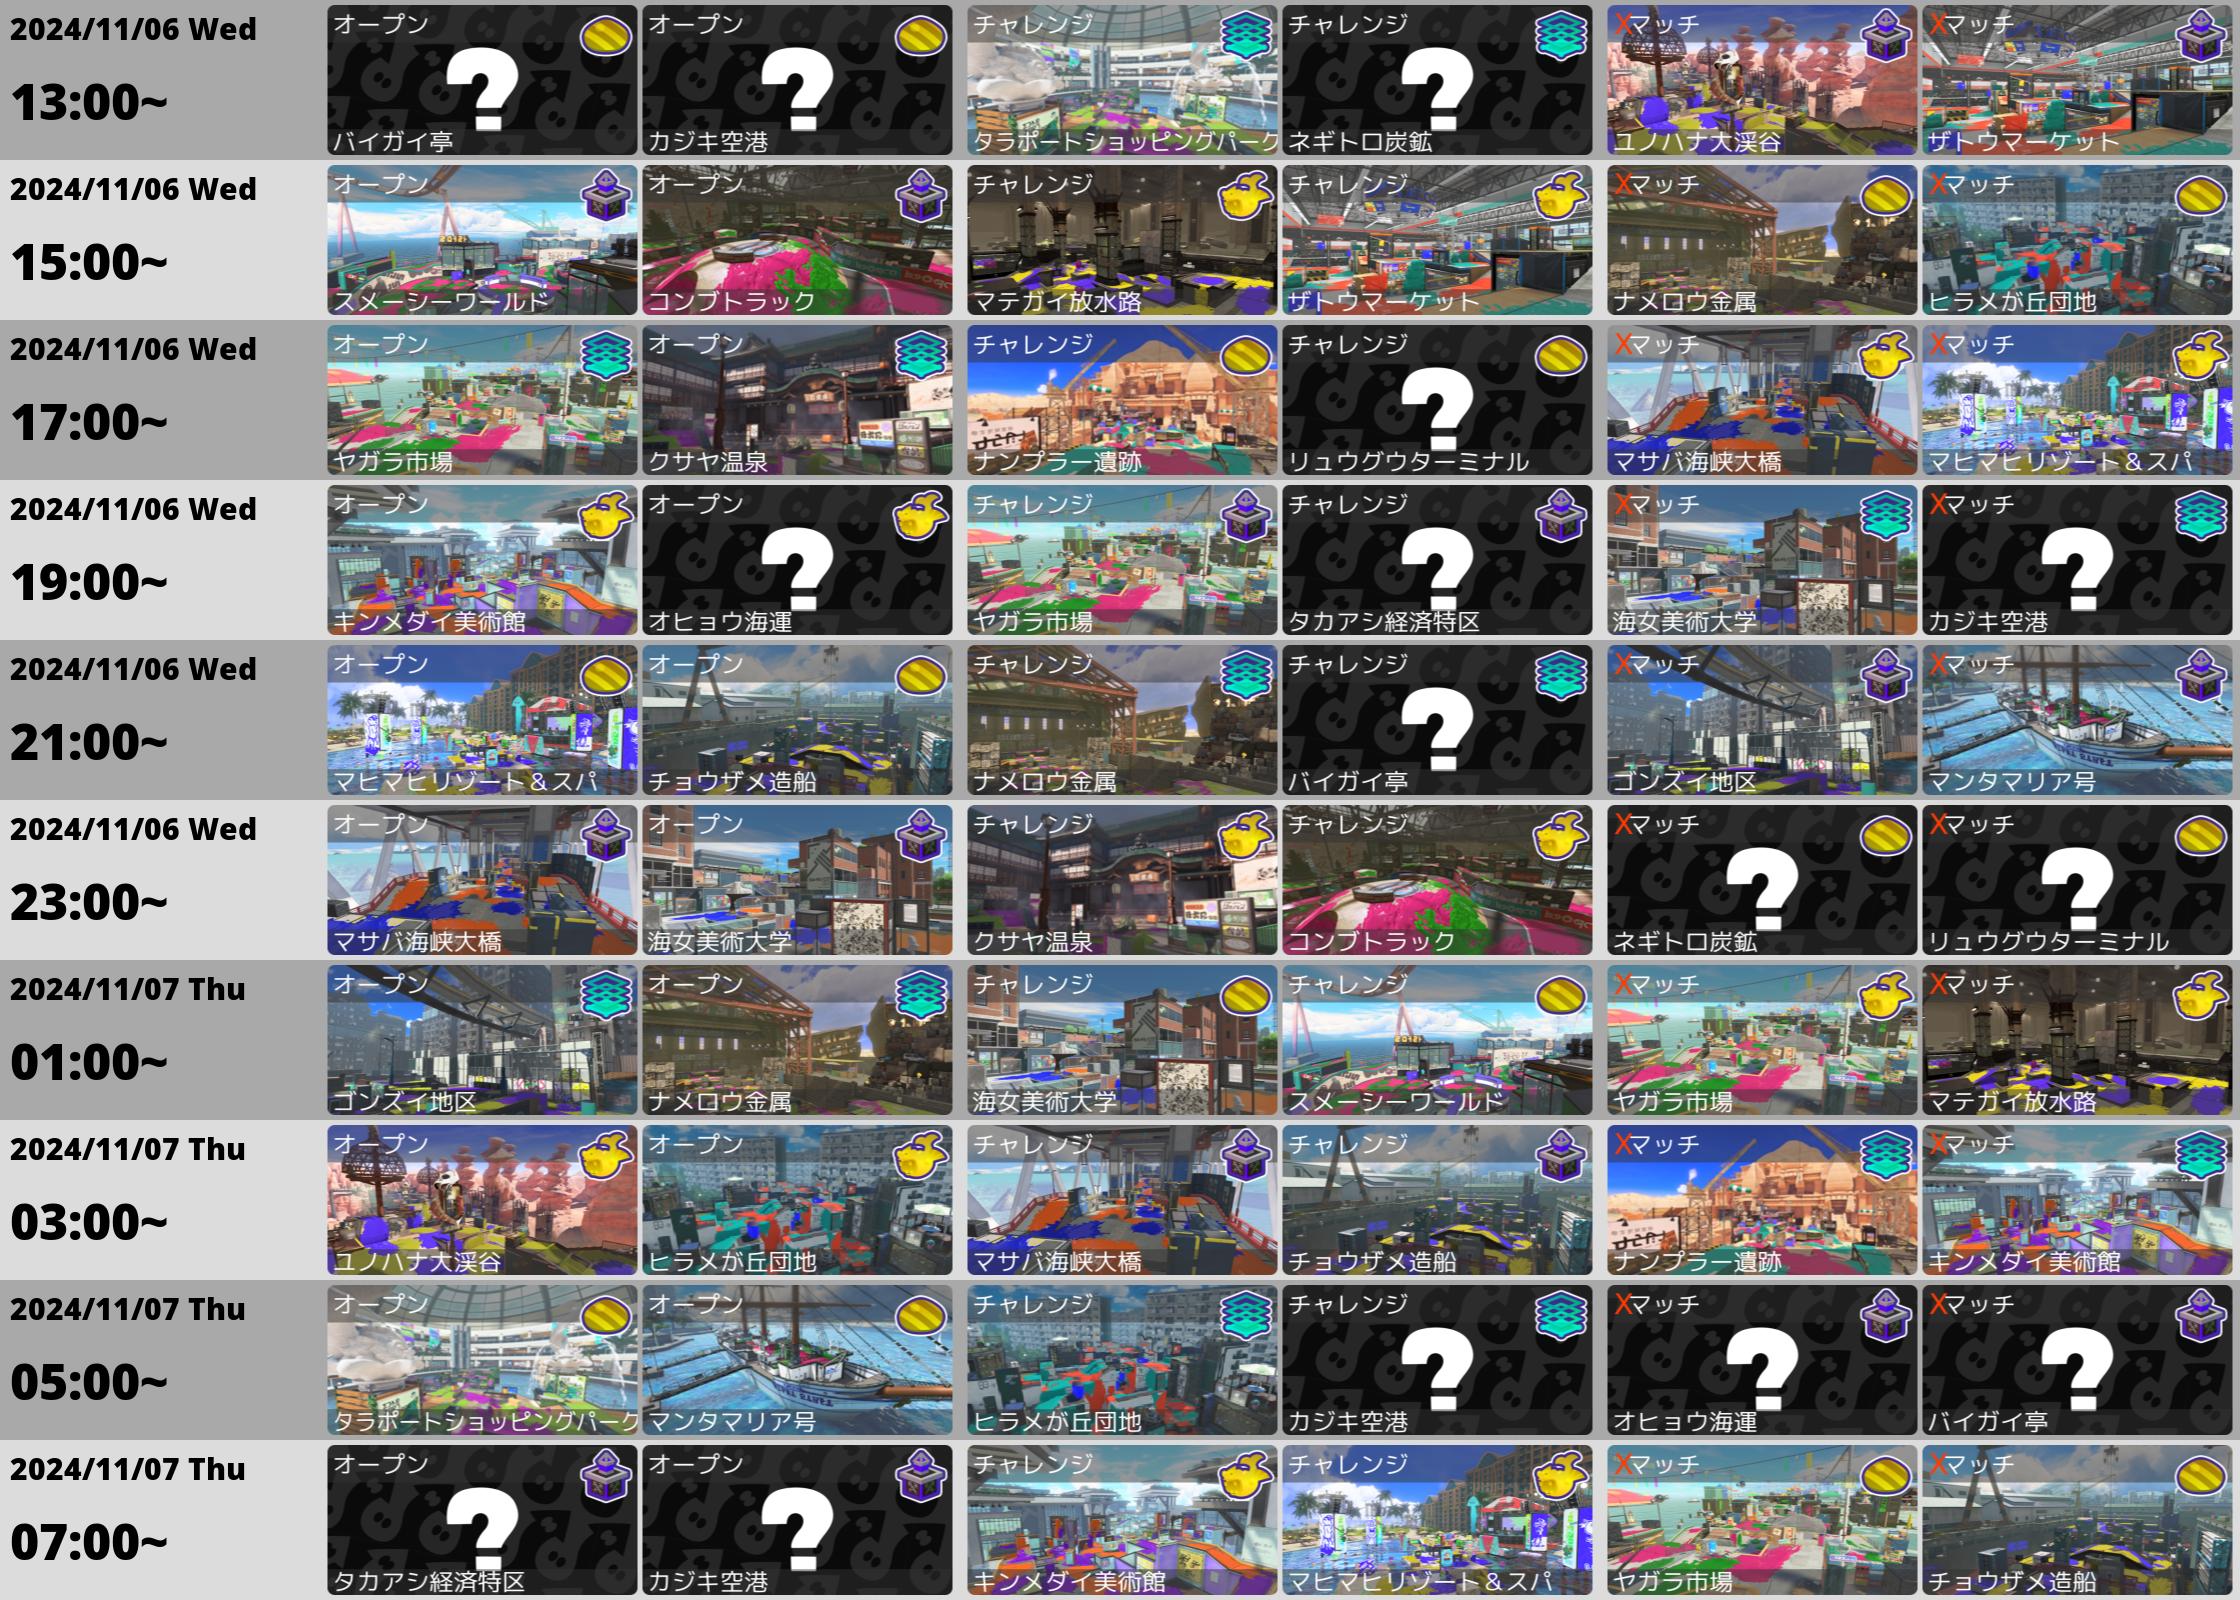 2024/11/06 Wed
13:00~
オープン
バイガイ亭
オープン
カジキ空港
チャレンジ
タラポートショッピングパーク
チャレンジ
ネギトロ炭鉱
Xマッチ
ユノハナ大渓谷
Xマッチ
ザトウマーケット
2024/11/06 Wed
15:00~
オープン
スメーシーワールド
オープン
コンブトラック
チャレンジ
マテガイ放水路
チャレンジ
ザトウマーケット
Xマッチ
ナメロウ金属
Xマッチ
ヒラメが丘団地
2024/11/06 Wed
17:00~
オープン
ヤガラ市場
オープン
クサヤ温泉
チャレンジ
ナンプラー遺跡
チャレンジ
リュウグウターミナル
Xマッチ
マサバ海峡大橋
Xマッチ
マヒマヒリゾート＆スパ
2024/11/06 Wed
19:00~
オープン
キンメダイ美術館
オープン
オヒョウ海運
チャレンジ
ヤガラ市場
チャレンジ
タカアシ経済特区
Xマッチ
海女美術大学
Xマッチ
カジキ空港
2024/11/06 Wed
21:00~
オープン
マヒマヒリゾート＆スパ
オープン
チョウザメ造船
チャレンジ
ナメロウ金属
チャレンジ
バイガイ亭
Xマッチ
ゴンズイ地区
Xマッチ
マンタマリア号
2024/11/06 Wed
23:00~
オープン
マサバ海峡大橋
オープン
海女美術大学
チャレンジ
クサヤ温泉
チャレンジ
コンブトラック
Xマッチ
ネギトロ炭鉱
Xマッチ
リュウグウターミナル
2024/11/07 Thu
01:00~
オープン
ゴンズイ地区
オープン
ナメロウ金属
チャレンジ
海女美術大学
チャレンジ
スメーシーワールド
Xマッチ
ヤガラ市場
Xマッチ
マテガイ放水路
2024/11/07 Thu
03:00~
オープン
ユノハナ大渓谷
オープン
ヒラメが丘団地
チャレンジ
マサバ海峡大橋
チャレンジ
チョウザメ造船
Xマッチ
ナンプラー遺跡
Xマッチ
キンメダイ美術館
2024/11/07 Thu
05:00~
オープン
タラポートショッピングパーク
オープン
マンタマリア号
チャレンジ
ヒラメが丘団地
チャレンジ
カジキ空港
Xマッチ
オヒョウ海運
Xマッチ
バイガイ亭
2024/11/07 Thu
07:00~
オープン
タカアシ経済特区
オープン
カジキ空港
チャレンジ
キンメダイ美術館
チャレンジ
マヒマヒリゾート＆スパ
Xマッチ
ヤガラ市場
Xマッチ
チョウザメ造船